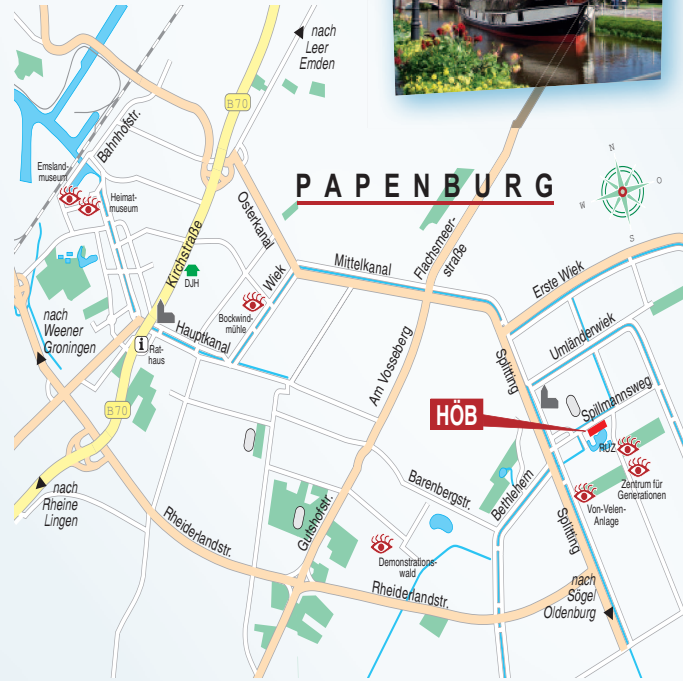 nach
Leer
Emden
B70
Bahnhofstr.
Emsland-
museum
Heimat-
museum
PAPENBURG
N
O
W
S
Osterkanal
Kirchstraße
Mittelkanal
Flachsmeer-
straße
Erste Wiek
DJH
Wiek
Bockwind-
mühle
nach
Weener
Groningen
Hauptkanal
i
Rat-
haus
Umländerwiek
Splitting
Am Vosseberg
Spillmannsweg
HÖB
B70
RUZ
Zentrum für
Generationen
Von-Velen-
Anlage
Barenbergstr.
Bethlehem
nach
Rheine
Lingen
Rheiderlandstr.
Gutshofstr.
Splitting
Demonstrations-
wald
Rheiderlandstr.
nach
Sögel
Oldenburg